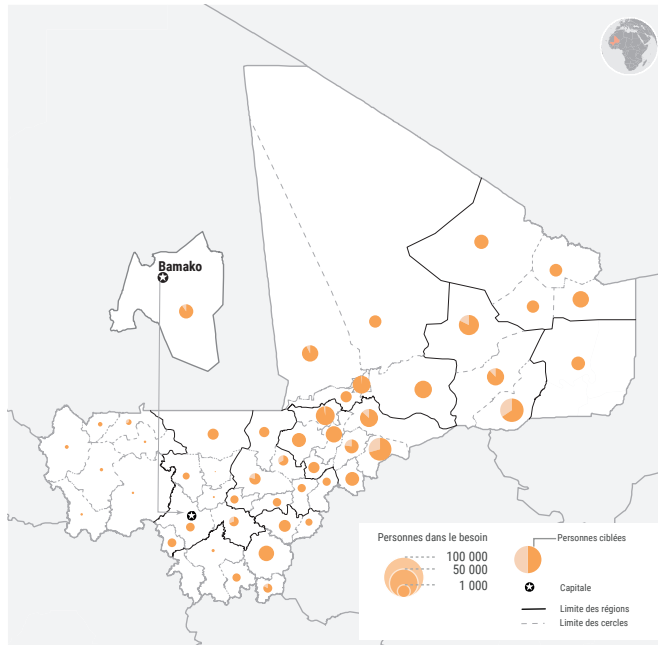 Bamako
Personnes dans le besoin
100 000
50 000
1 000
Personnes ciblées
Capitale
Limite des régions
Limite des cercles